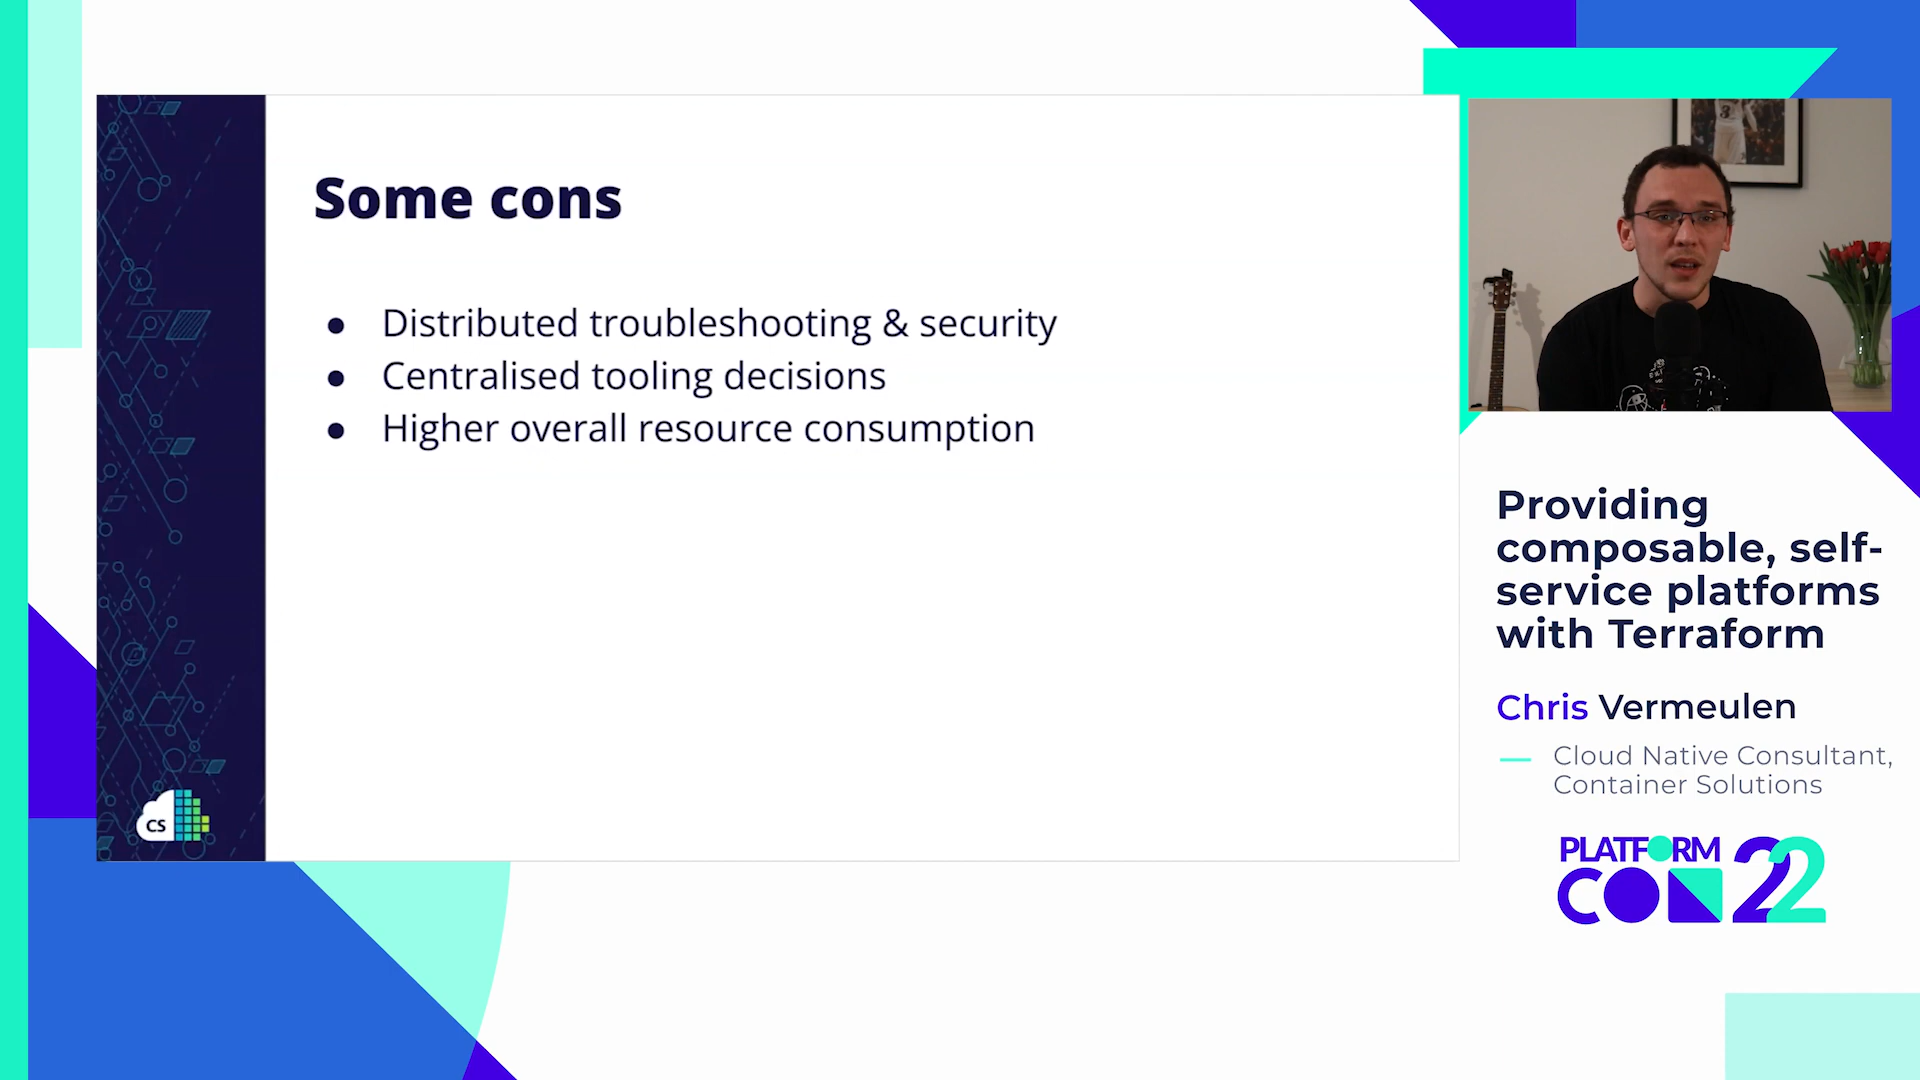 Some cons
● Distributed troubleshooting & security
● Centralised tooling decisions
● Higher overall resource consumption
CS
Providing
composable, self-
service platforms
with Terraform
Chris Vermeulen
— Cloud Native Consultant,
Container Solutions
PLATFORM
CON 22